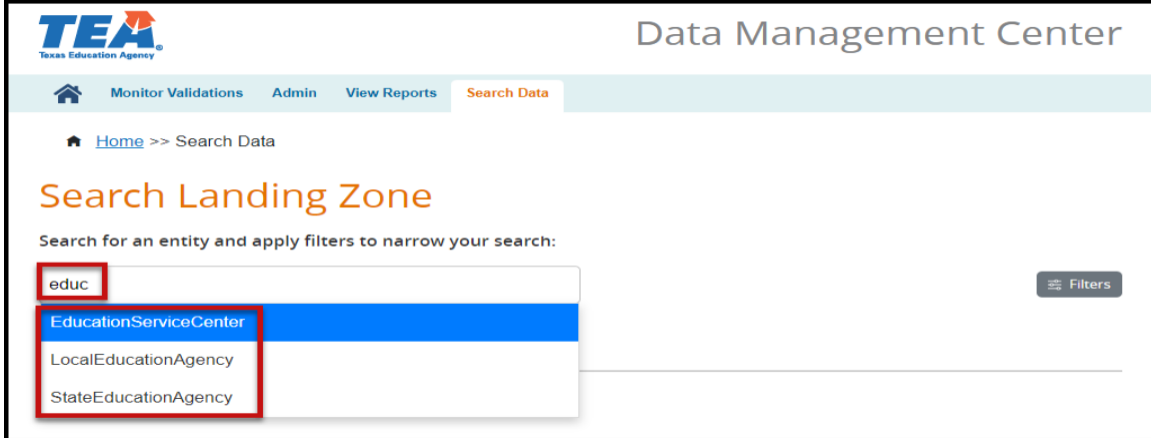 TEA
Texas Education Agency
Data Management Center
Monitor Validations Admin View Reports Search Data
Home >> Search Data
Search Landing Zone
Search for an entity and apply filters to narrow your search:
educ
Filters
EducationServiceCenter
LocalEducationAgency
StateEducationAgency